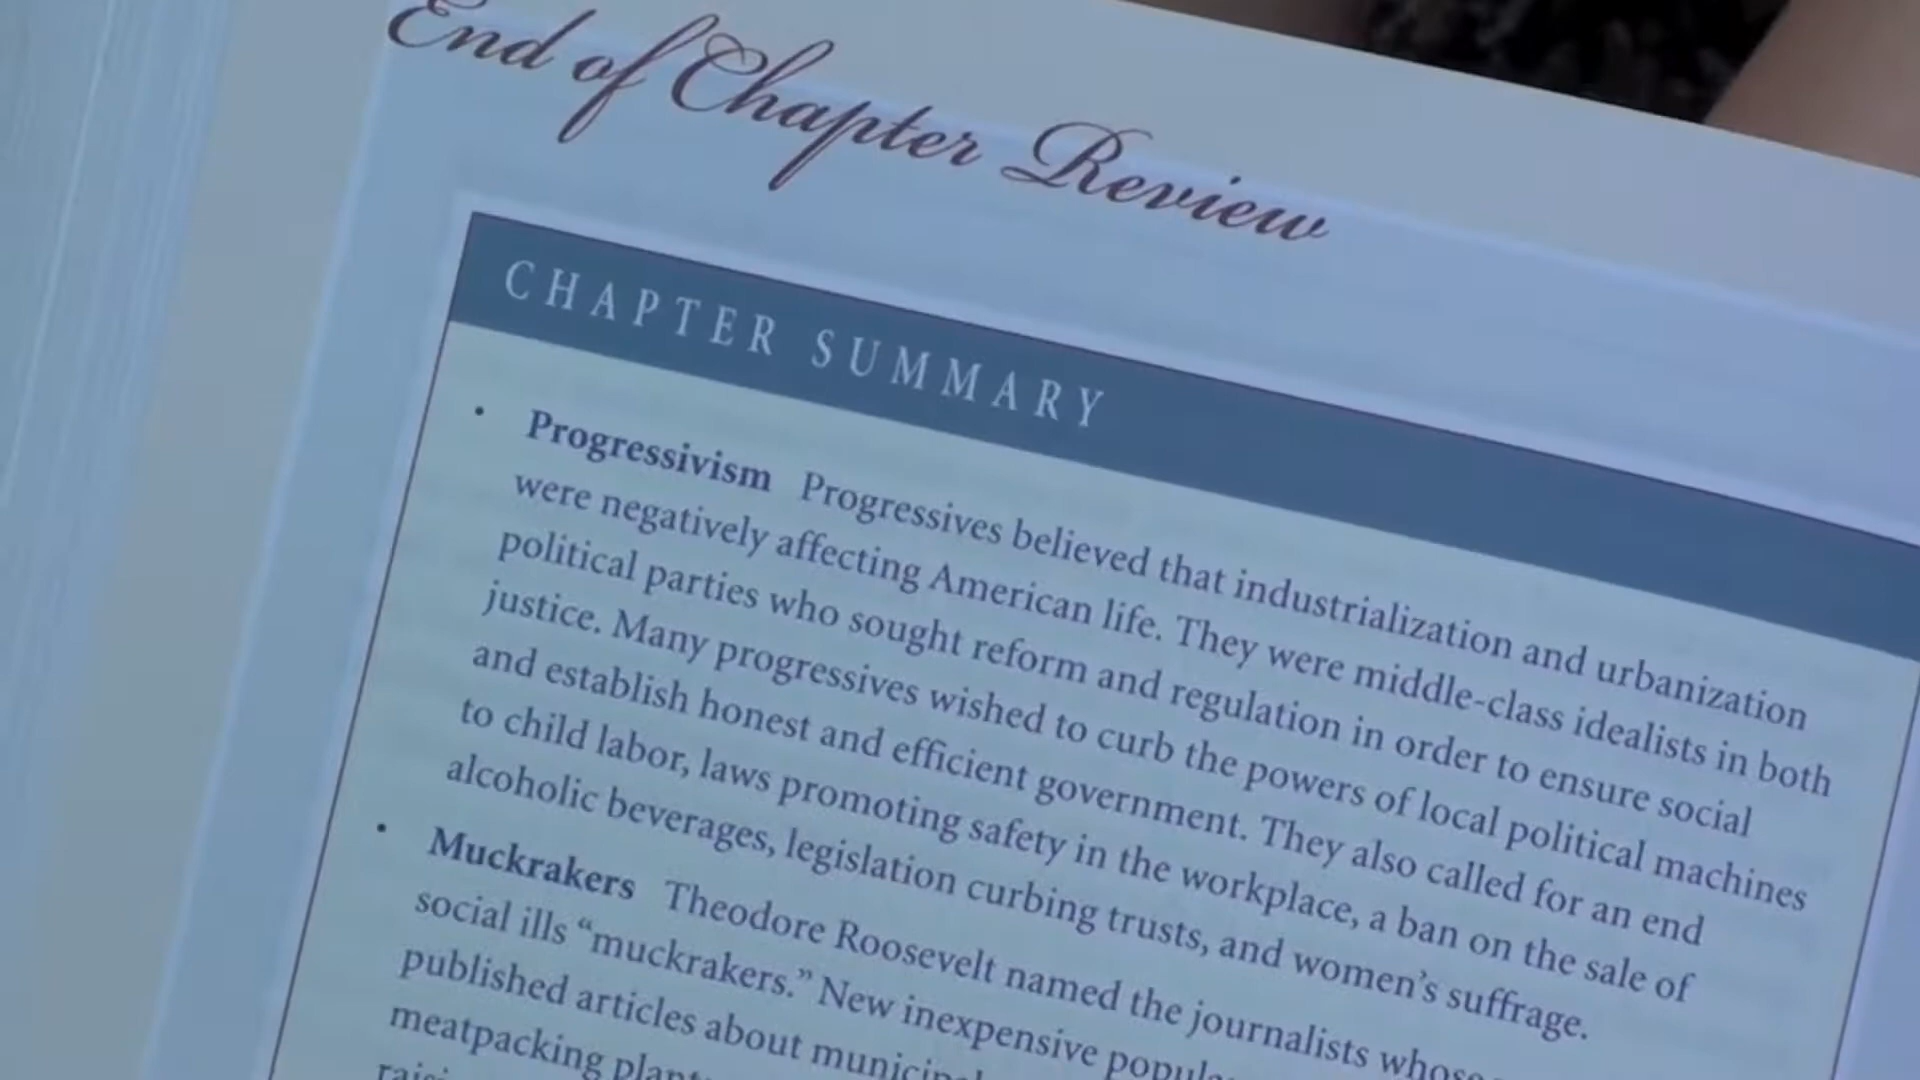 End of Chapter Review
CHAPTER SUMMARY
• Progressivism Progressives believed that industrialization and urbanization
were negatively affecting American life. They were middle-class idealists in both
political parties who sought reform and regulation in order to ensure social
justice. Many progressives wished to curb the powers of local political machines
and establish honest and efficient government. They also called for an end
to child labor, laws promoting safety in the workplace, a ban on the sale of
alcoholic beverages, legislation curbing trusts, and women's suffrage.
• Muckrakers Theodore Roosevelt named the journalists whose
social ills “muckrakers.” New inexpensive
published articles about
meatpacking